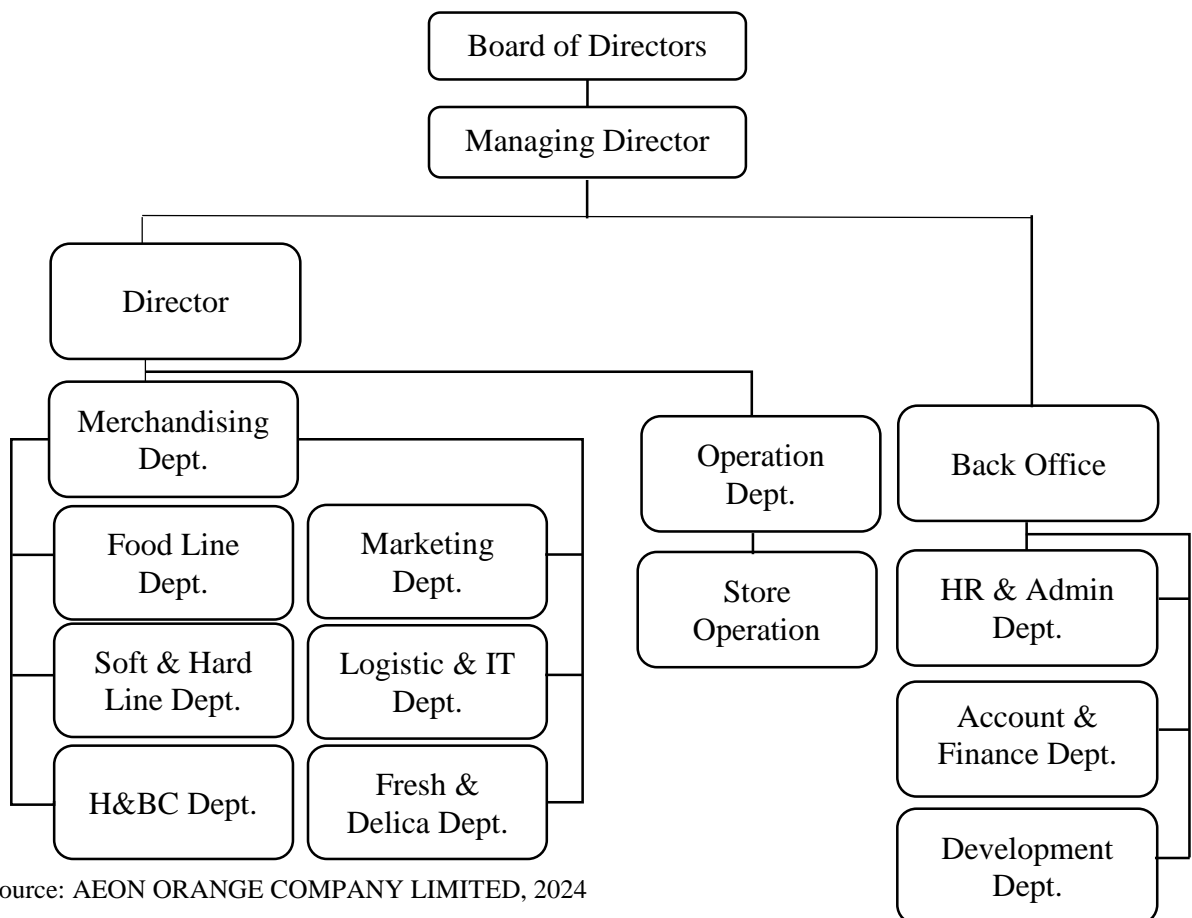 Board of Directors
Managing Director
Director
Merchandising
Dept.
Operation
Dept.
Back Office
Food Line
Dept.
Marketing
Dept.
Store
Operation
HR & Admin
Dept.
Soft & Hard
Line Dept.
Logistic & IT
Dept.
Account &
Finance Dept.
H&BC Dept.
Fresh &
Delica Dept.
Development
Dept.
ource: AEON ORANGE COMPANY LIMITED, 2024